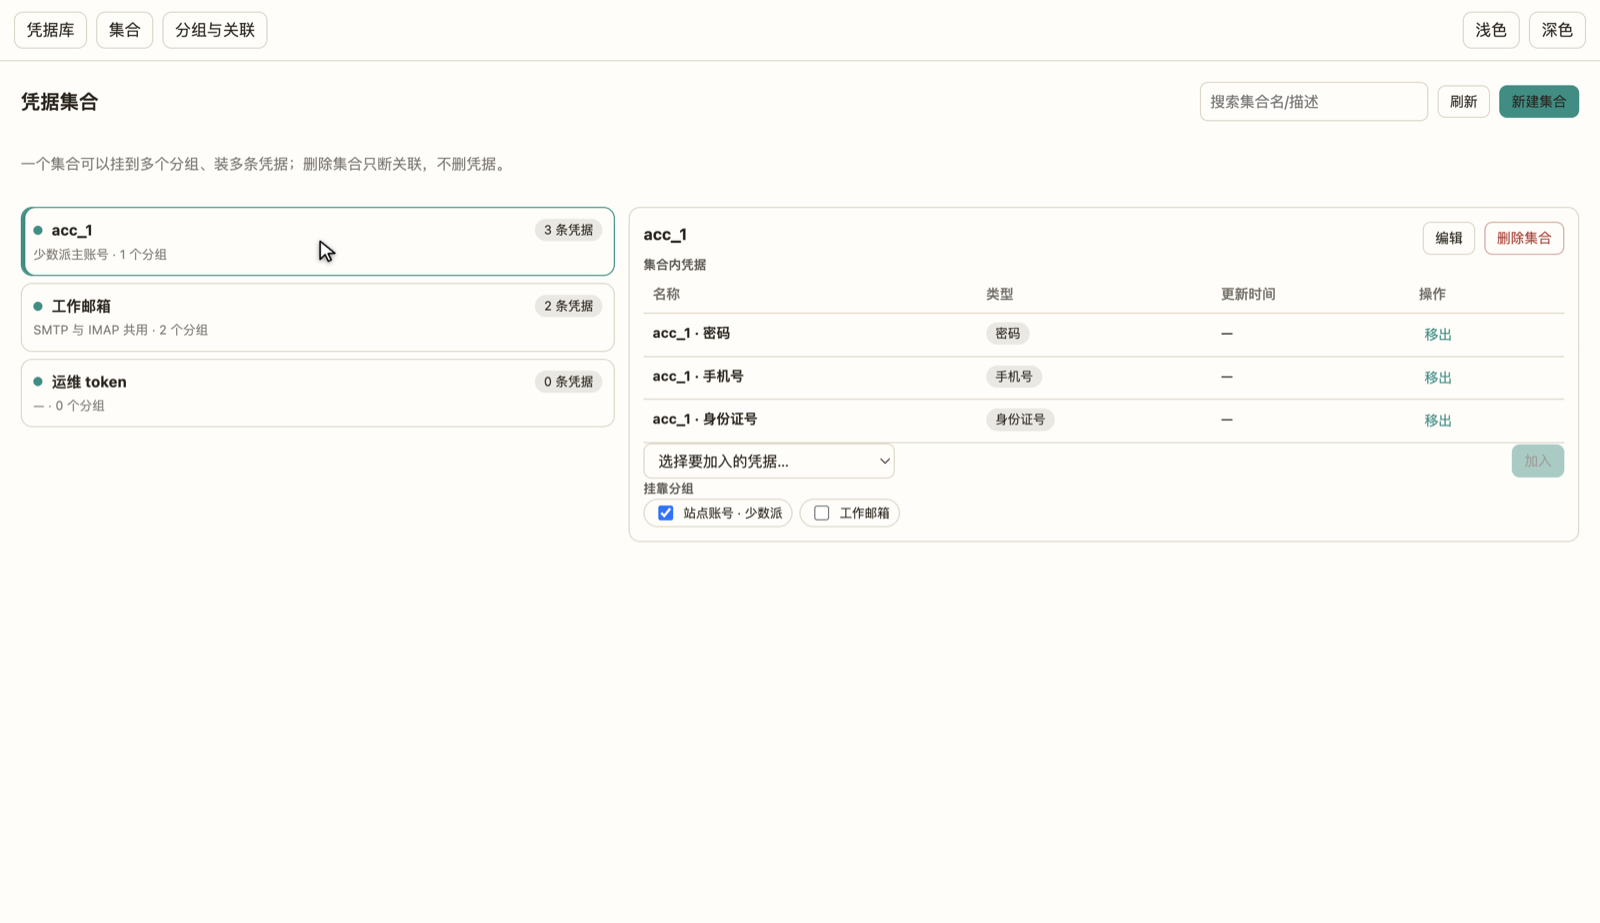 凭据库 集合 分组与关联 浅色 深色
凭据集合 搜索集合名/描述 刷新 新建集合
一个集合可以挂到多个分组、装多条凭据；删除集合只断关联，不删凭据。
acc_1 3 条凭据
少数派主账号 · 1 个分组
工作邮箱 2 条凭据
SMTP 与 IMAP 共用 · 2 个分组
运维 token 0 条凭据
— · 0 个分组
acc_1 编辑 删除集合
集合内凭据
名称 类型 更新时间 操作
acc_1 · 密码 密码 — 移出
acc_1 · 手机号 手机号 — 移出
acc_1 · 身份证号 身份证号 — 移出
选择要加入的凭据... 加入
挂靠分组
站点账号 · 少数派 工作邮箱